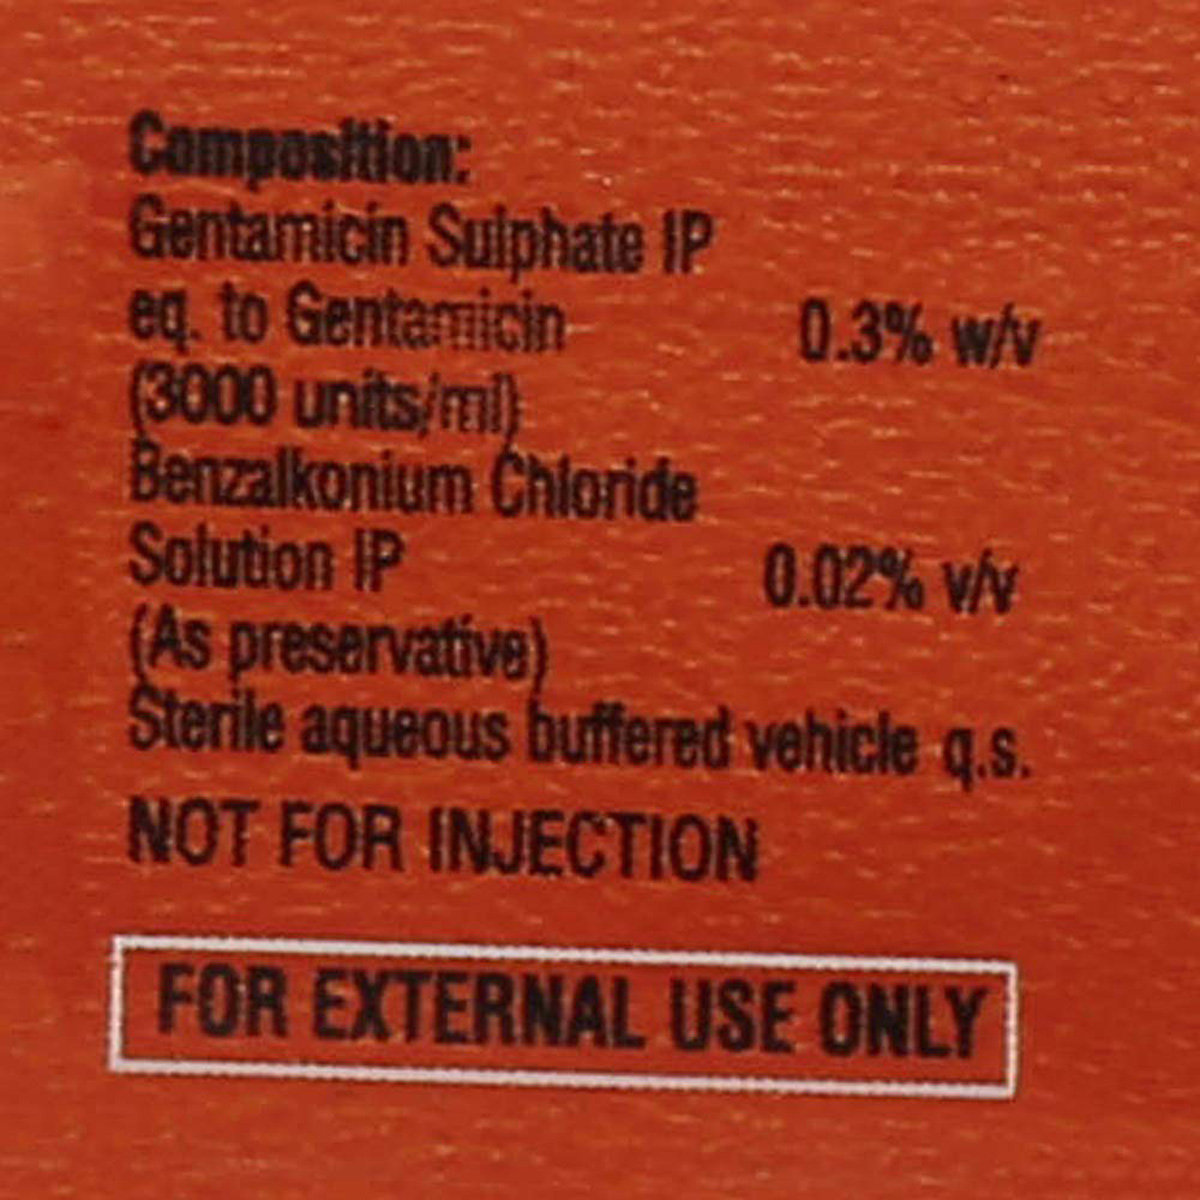 Composition:
Gentamicin Sulphate IP
eq. to Gentamicin 0.3% w/v
(3000 units/ml)
Benzalkonium Chloride
Solution IP 0.02% v/v
(As preservative)
Sterile aqueous buffered vehicle q.s.
NOT FOR INJECTION
FOR EXTERNAL USE ONLY